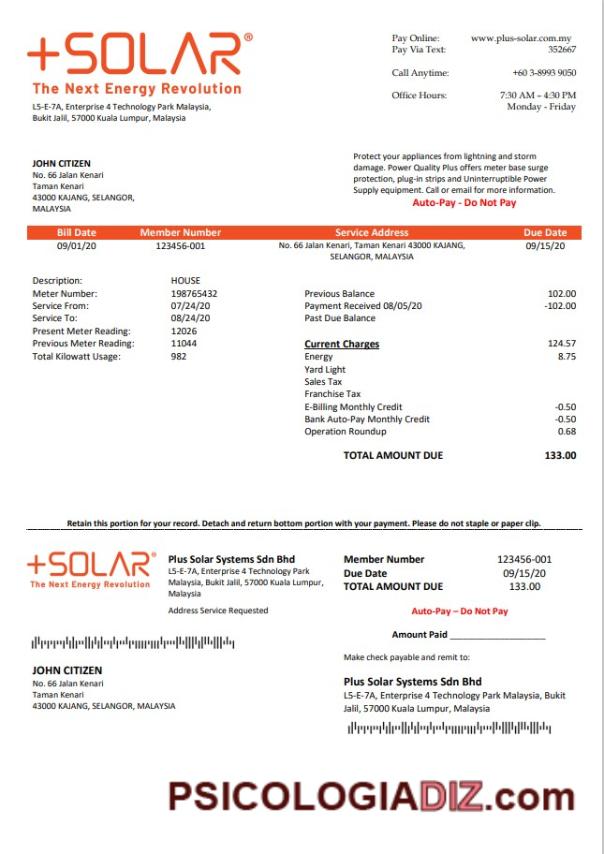 +SOLAR®
The Next Energy Revolution
L5-E-7A, Enterprise 4 Technology Park Malaysia,
Bukit Jalil, 57000 Kuala Lumpur, Malaysia
Pay Online: www.plus-solar.com.my
Pay Via Text: 352667
Call Anytime: +60 3-8993 9050
Office Hours: 7:30 AM – 4:30 PM
Monday - Friday
JOHN CITIZEN
No. 66 Jalan Kenari
Taman Kenari
43000 KAJANG, SELANGOR,
MALAYSIA
Protect your appliances from lightning and storm
damage. Power Quality Plus offers meter base surge
protection, plug-in strips and Uninterruptible Power
Supply equipment. Call or email for more information.
Auto-Pay - Do Not Pay
Bill Date Member Number Service Address Due Date
09/01/20 123456-001 No. 66 Jalan Kenari, Taman Kenari 43000 KAJANG, 09/15/20
SELANGOR, MALAYSIA
Description: HOUSE
Meter Number: 198765432
Service From: 07/24/20
Service To: 08/24/20
Present Meter Reading: 12026
Previous Meter Reading: 11044
Total Kilowatt Usage: 982
Previous Balance 102.00
Payment Received 08/05/20 -102.00
Past Due Balance
Current Charges 124.57
Energy 8.75
Yard Light
Sales Tax
Franchise Tax
E-Billing Monthly Credit -0.50
Bank Auto-Pay Monthly Credit -0.50
Operation Roundup 0.68
TOTAL AMOUNT DUE 133.00
Retain this portion for your record. Detach and return bottom portion with your payment. Please do not staple or paper clip.
+SOLAR®
The Next Energy Revolution
Plus Solar Systems Sdn Bhd
L5-E-7A, Enterprise 4 Technology Park
Malaysia, Bukit Jalil, 57000 Kuala Lumpur,
Malaysia
Address Service Requested
Member Number 123456-001
Due Date 09/15/20
TOTAL AMOUNT DUE 133.00
Auto-Pay – Do Not Pay
Amount Paid ____________________
Make check payable and remit to:
JOHN CITIZEN
No. 66 Jalan Kenari
Taman Kenari
43000 KAJANG, SELANGOR, MALAYSIA
Plus Solar Systems Sdn Bhd
L5-E-7A, Enterprise 4 Technology Park Malaysia, Bukit
Jalil, 57000 Kuala Lumpur, Malaysia
PSICOLOGIADIZ.com